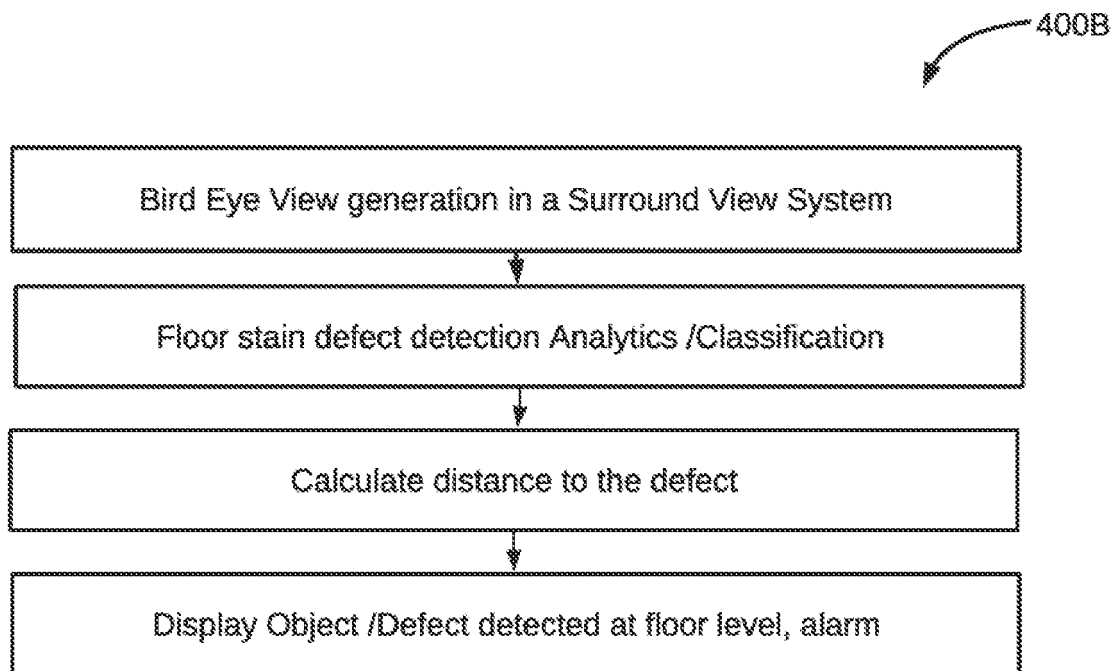 400B
Bird Eye View generation in a Surround View System
Floor stain defect detection Analytics /Classification
Calculate distance to the defect
Display Object /Defect detected at floor level, alarm